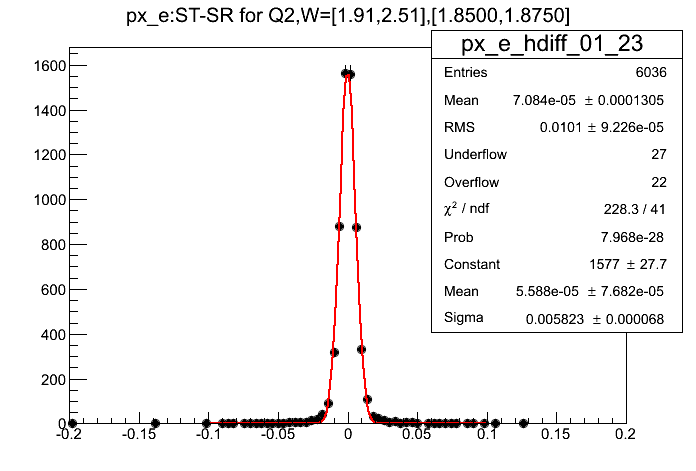 px_e:ST-SR for Q2,W=[1.91,2.51],[1.8500,1.8750]
px_e_hdiff_01_23
Entries 6036
Mean 7.084e-05 ± 0.0001305
RMS 0.0101 ± 9.226e-05
Underflow 27
Overflow 22
χ² / ndf 228.3 / 41
Prob 7.968e-28
Constant 1577 ± 27.7
Mean 5.588e-05 ± 7.682e-05
Sigma 0.005823 ± 0.000068
1600
1400
1200
1000
800
600
400
200
0
-0.2 -0.15 -0.1 -0.05 0 0.05 0.1 0.15 0.2